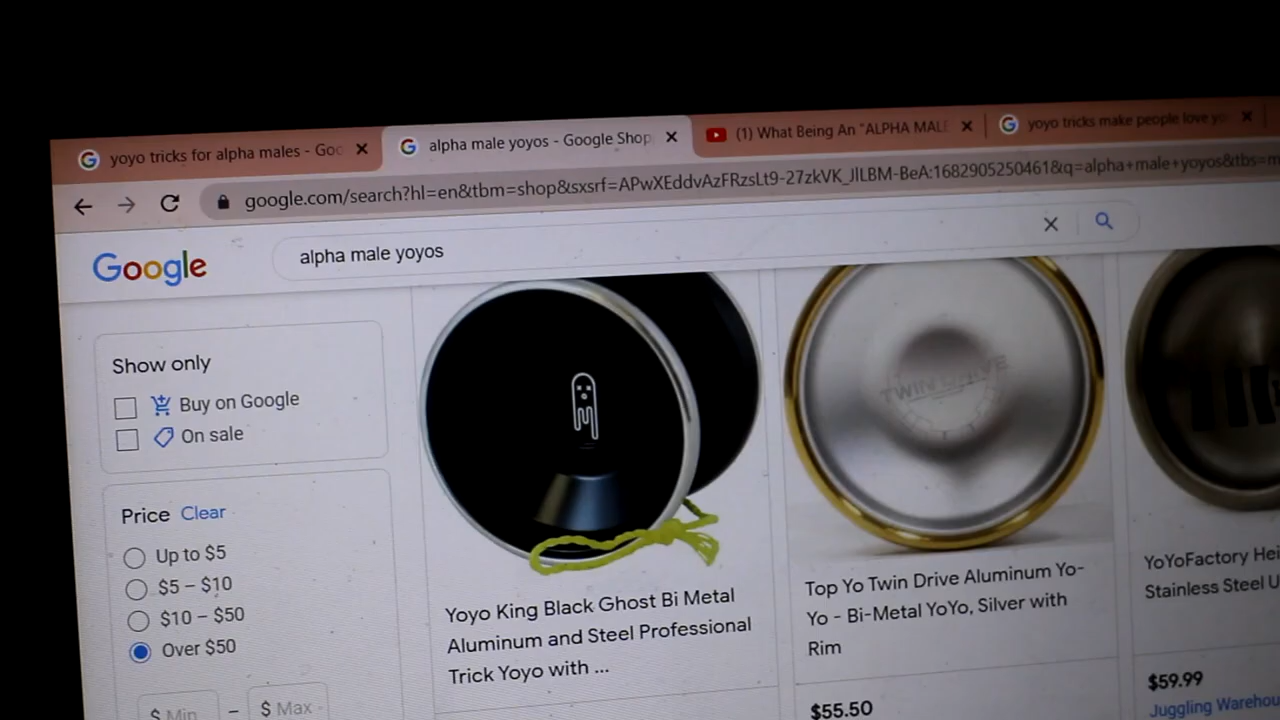 yoyo tricks for alpha males - Goo
alpha male yoyos - Google Shop
(1) What Being An "ALPHA MALE
yoyo tricks make people love yo
google.com/search?hl=en&tbm=shop&sxsrf=APwXEddvAzFRzsLt9-27zkVK_JlLBM-BeA:1682905250461&q=alpha+male+yoyos&tbs=m
Google
alpha male yoyos
Show only
Buy on Google
On sale
Price Clear
Up to $5
$5 – $10
$10 – $50
Over $50
$ Min – $ Max
TWIN DRIVE
Yoyo King Black Ghost Bi Metal
Aluminum and Steel Professional
Trick Yoyo with ...
Top Yo Twin Drive Aluminum Yo-
Yo - Bi-Metal YoYo, Silver with
Rim
$55.50
YoYoFactory Hei
Stainless Steel U
$59.99
Juggling Warehou